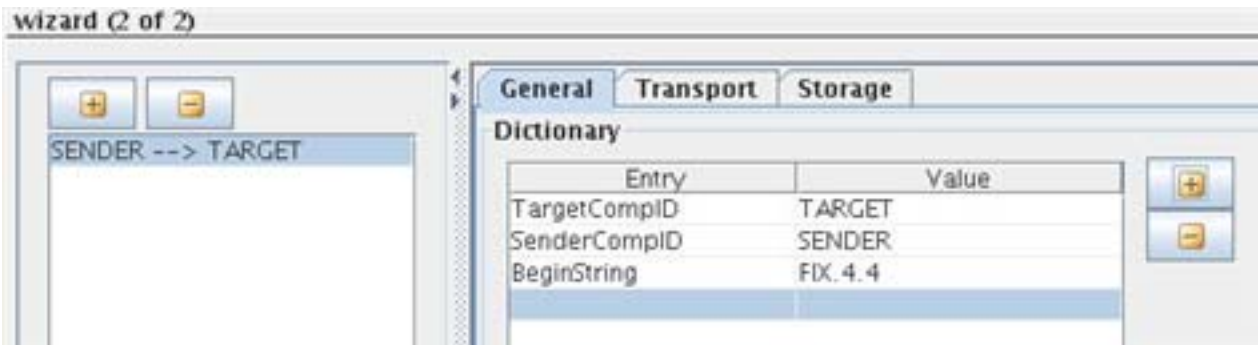 wizard (2 of 2)
SENDER --> TARGET
General Transport Storage
Dictionary
Entry Value
TargetCompID TARGET
SenderCompID SENDER
BeginString FIX.4.4